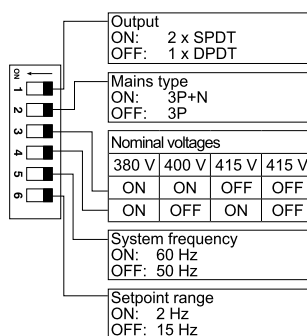 Output
ON: 2 x SPDT
OFF: 1 x DPDT
ON
1
2
3
4
5
6
Mains type
ON: 3P+N
OFF: 3P
Nominal voltages
380 V 400 V 415 V 415 V
ON ON OFF OFF
ON OFF ON OFF
System frequency
ON: 60 Hz
OFF: 50 Hz
Setpoint range
ON: 2 Hz
OFF: 15 Hz